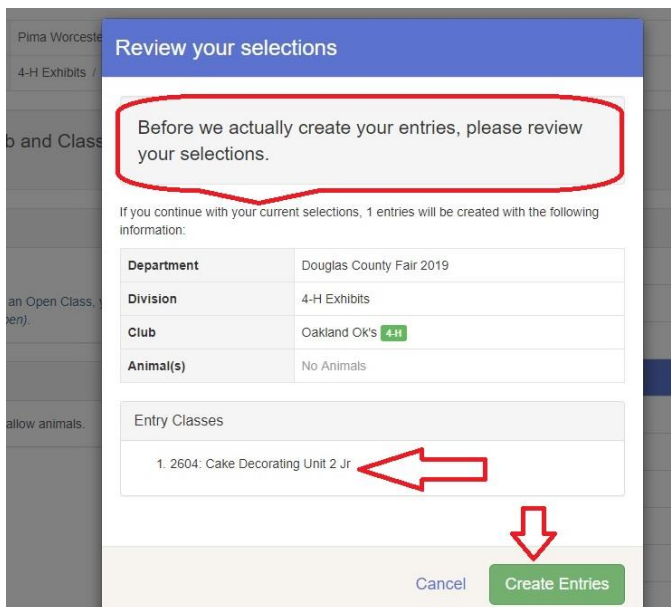 Pima Worceste
4-H Exhibits /
b and Class
an Open Class, y
pen).
allow animals.
Review your selections
Before we actually create your entries, please review
your selections.
If you continue with your current selections, 1 entries will be created with the following
information:
Department Douglas County Fair 2019
Division 4-H Exhibits
Club Oakland Ok's 4-H
Animal(s) No Animals
Entry Classes
1. 2604: Cake Decorating Unit 2 Jr
Cancel Create Entries